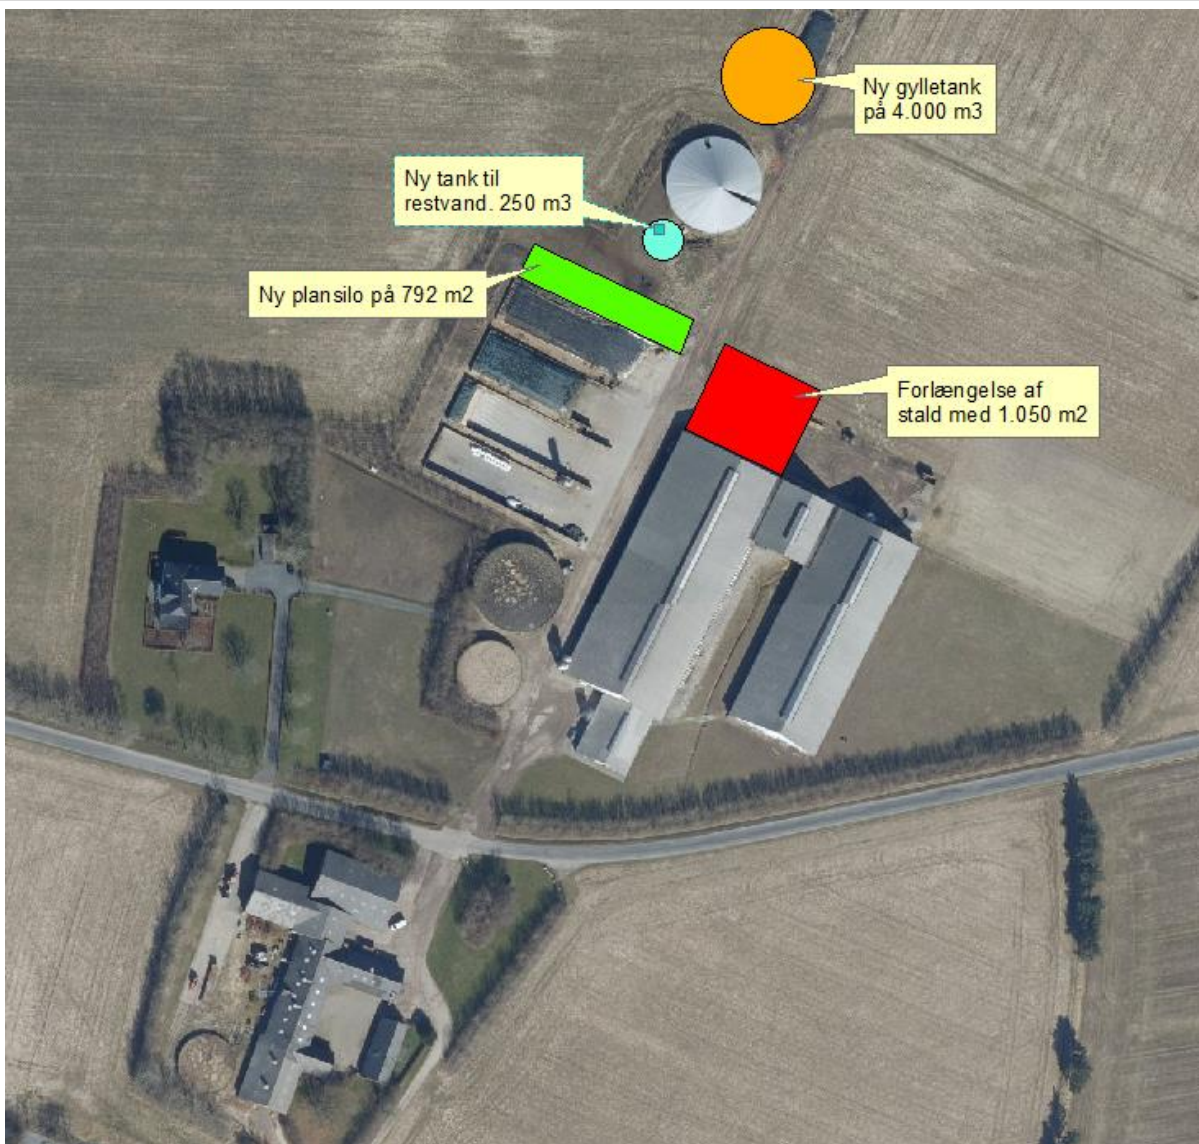 Ny gylletank
på 4.000 m3
Ny tank til
restvand. 250 m3
Ny plansilo på 792 m2
Forlængelse af
stald med 1.050 m2